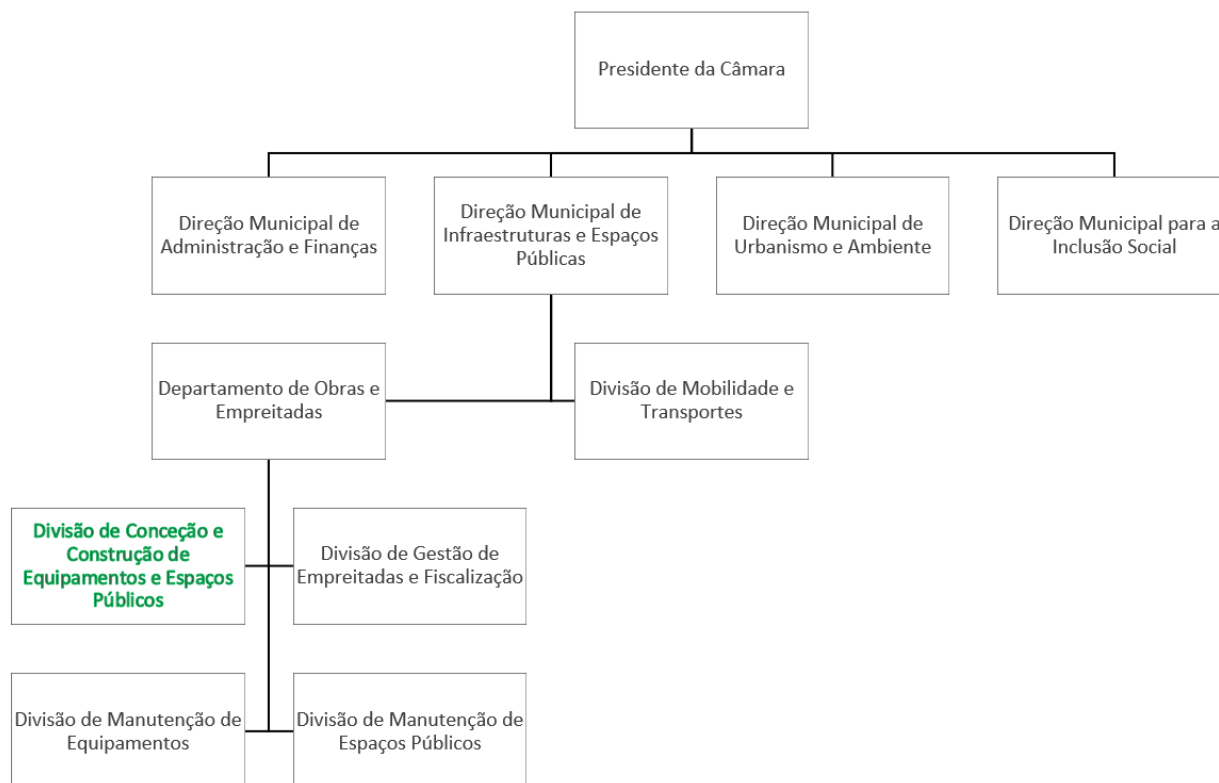 Presidente da Câmara
Direção Municipal de
Administração e Finanças
Direção Municipal de
Infraestruturas e Espaços
Públicas
Direção Municipal de
Urbanismo e Ambiente
Direção Municipal para a
Inclusão Social
Departamento de Obras e
Empreitadas
Divisão de Mobilidade e
Transportes
Divisão de Conceção e
Construção de
Equipamentos e Espaços
Públicos
Divisão de Gestão de
Empreitadas e Fiscalização
Divisão de Manutenção de
Equipamentos
Divisão de Manutenção de
Espaços Públicos